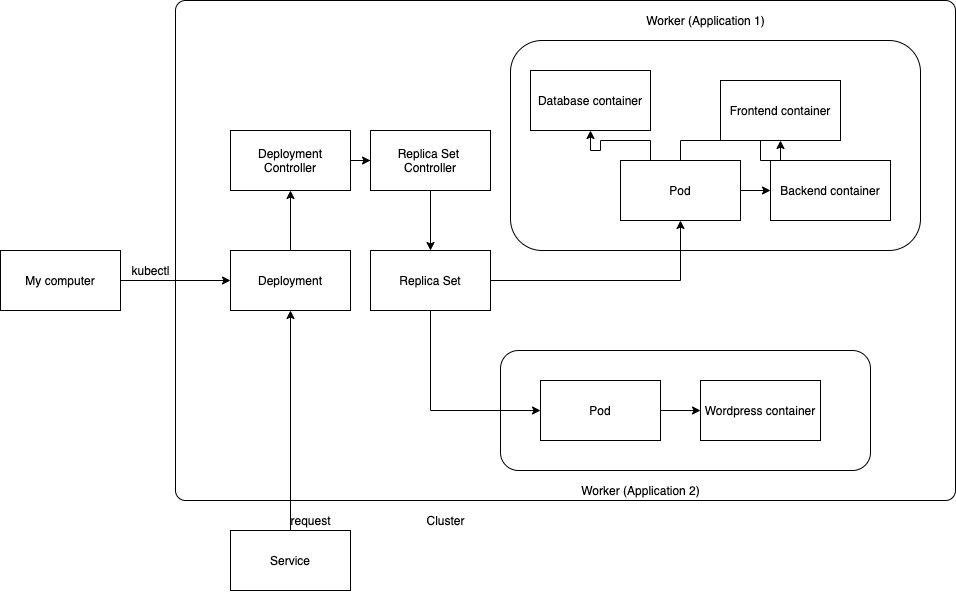 Worker (Application 1)
Database container
Frontend container
Deployment
Controller
Replica Set
Controller
Pod
Backend container
My computer
kubectl
Deployment
Replica Set
Pod
Wordpress container
Worker (Application 2)
request
Cluster
Service